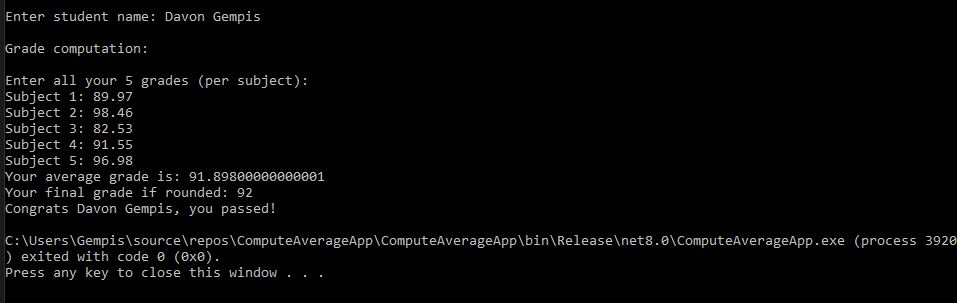 Enter student name: Davon Gempis
Grade computation:
Enter all your 5 grades (per subject):
Subject 1: 89.97
Subject 2: 98.46
Subject 3: 82.53
Subject 4: 91.55
Subject 5: 96.98
Your average grade is: 91.89800000000001
Your final grade if rounded: 92
Congrats Davon Gempis, you passed!
C:\Users\Gempis\source\repos\ComputeAverageApp\ComputeAverageApp\bin\Release\net8.0\ComputeAverageApp.exe (process 3920
) exited with code 0 (0x0).
Press any key to close this window . . .